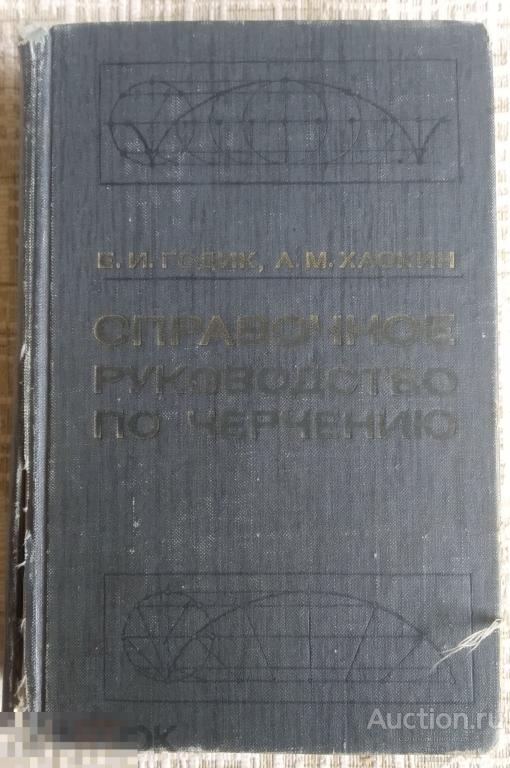 Е. И. ГОДИК, А. М. ХАСКИН
СПРАВОЧНОЕ
РУКОВОДСТВО
ПО ЧЕРЧЕНИЮ
Auction.ru